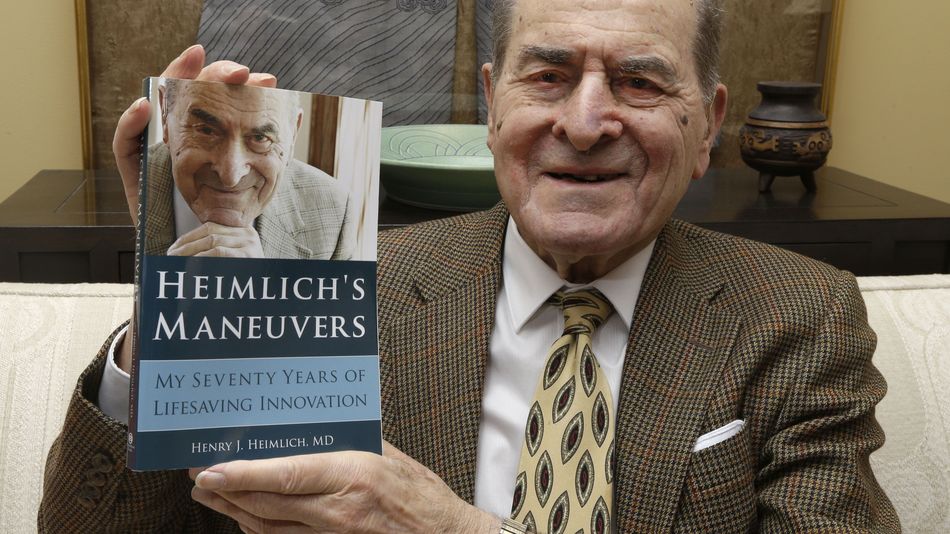 HEIMLICH'S
MANEUVERS
MY SEVENTY YEARS OF
LIFESAVING INNOVATION
HENRY J. HEIMLICH, MD